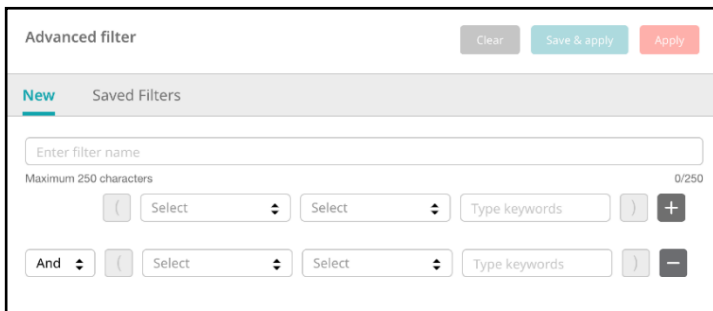 Advanced filter Clear Save & apply Apply
New Saved Filters
Enter filter name
Maximum 250 characters 0/250
( Select Select Type keywords ) +
And ( Select Select Type keywords ) −